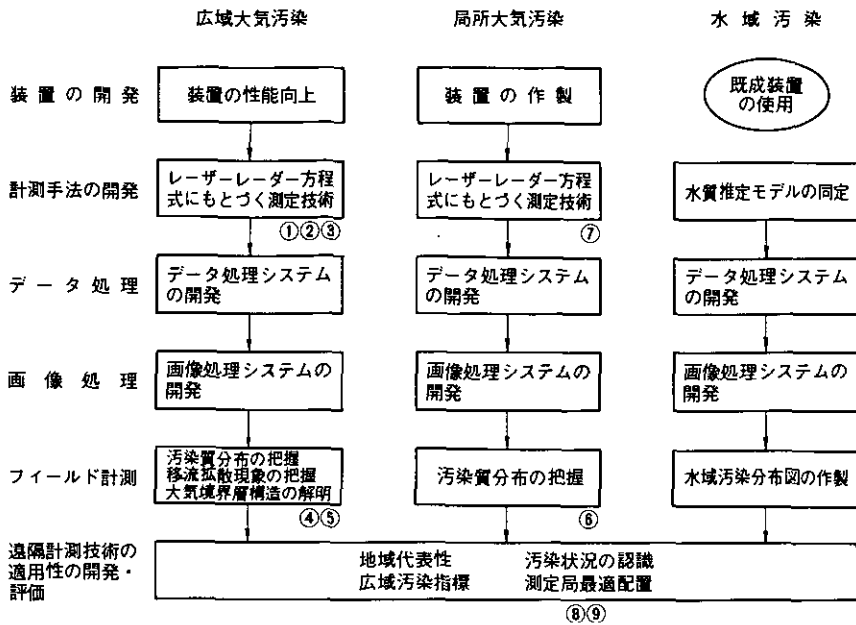 広域大気汚染
局所大気汚染
水域汚染
装置の開発
装置の性能向上
装置の作製
既成装置
の使用
計測手法の開発
レーザーレーダー方程
式にもとづく測定技術
①②③
レーザーレーダー方程
式にもとづく測定技術
⑦
水質推定モデルの同定
データ処理
データ処理システム
の開発
データ処理システム
の開発
データ処理システム
の開発
画像処理
画像処理システムの
開発
画像処理システムの
開発
画像処理システムの
開発
フィールド計測
汚染質分布の把握
移流拡散現象の把握
大気境界層構造の解明
④⑤
汚染質分布の把握
⑥
水域汚染分布図の作製
遠隔計測技術の
適用性の開発・
評価
地域代表性 汚染状況の認識
広域汚染指標 測定局最適配置
⑧⑨